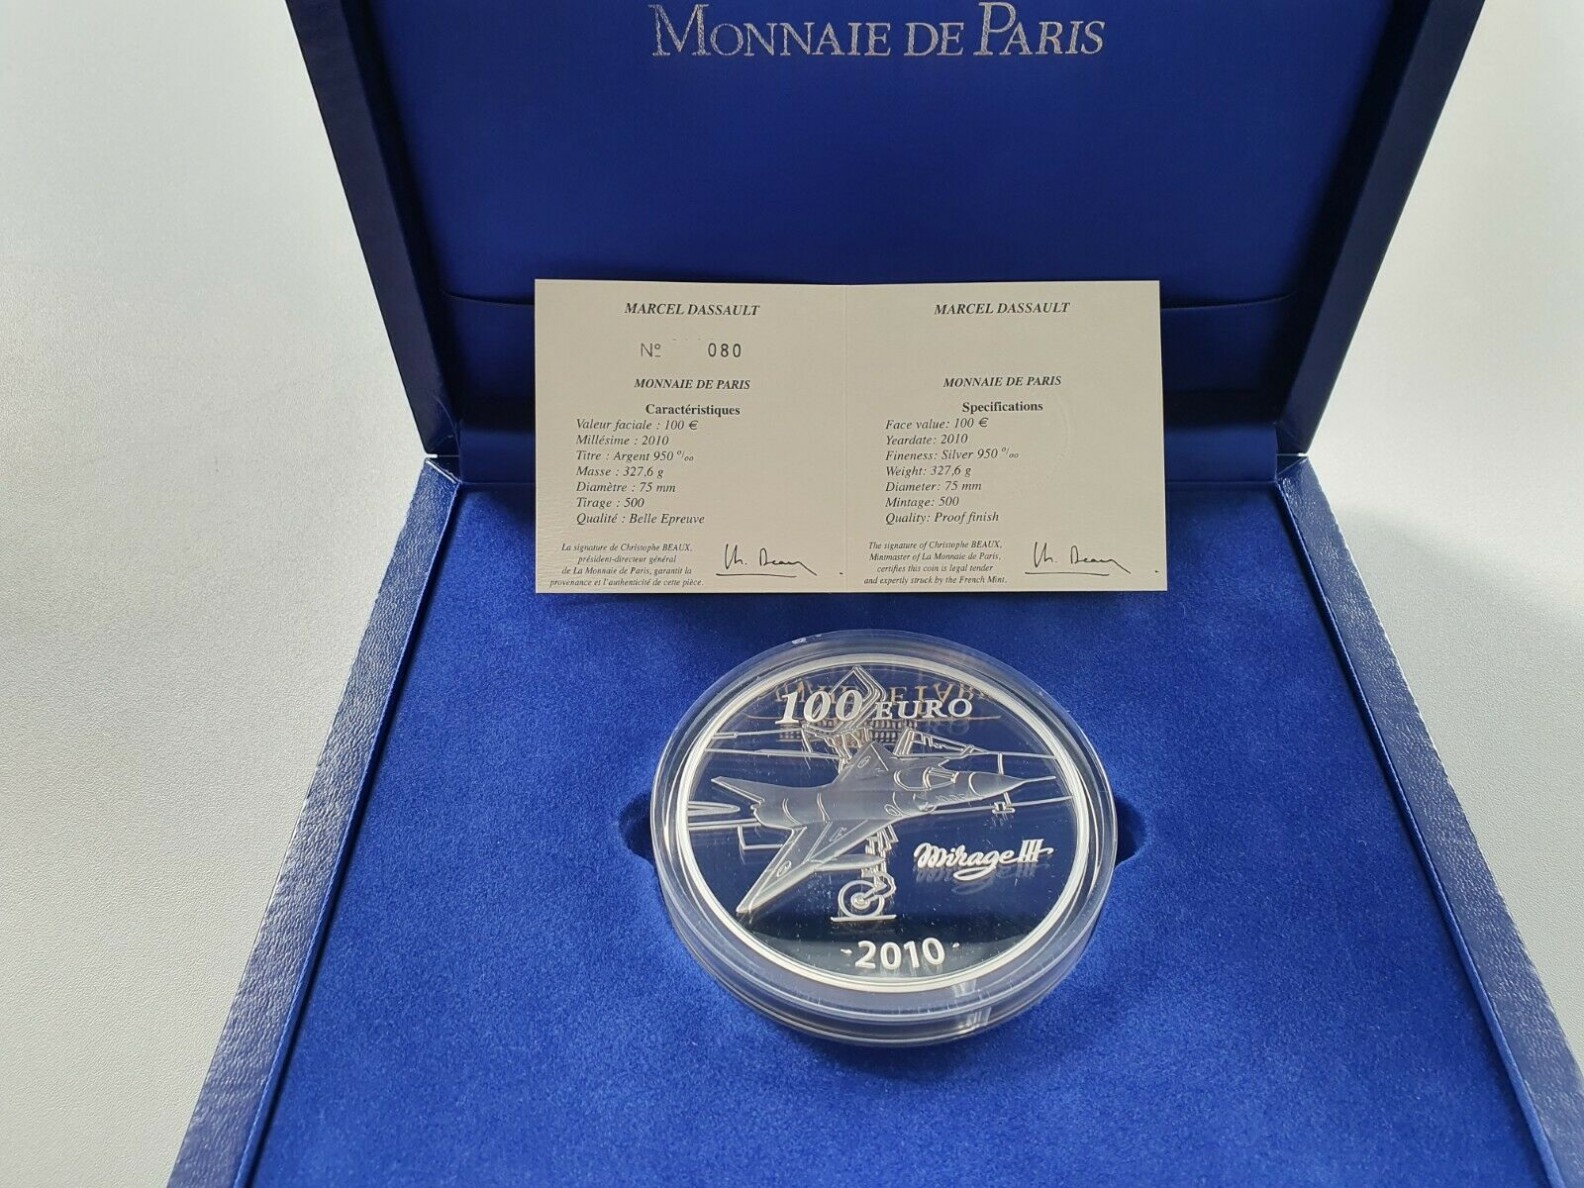 MONNAIE DE PARIS
MARCEL DASSAULT
Nº 080
MONNAIE DE PARIS
Caractéristiques
Valeur faciale : 100 €
Millésime : 2010
Titre : Argent 950 °/oo
Masse : 327,6 g
Diamètre : 75 mm
Tirage : 500
Qualité : Belle Epreuve
La signature de Christophe BEAUX,
président-directeur général
de La Monnaie de Paris, garantit la
provenance et l'authenticité de cette pièce.
Ch. Beaux
MARCEL DASSAULT
MONNAIE DE PARIS
Specifications
Face value: 100 €
Yeardate: 2010
Fineness: Silver 950 °/oo
Weight: 327,6 g
Diameter: 75 mm
Mintage: 500
Quality: Proof finish
The signature of Christophe BEAUX,
Mintmaster of La Monnaie de Paris,
certifies this coin is legal tender
and expertly struck by the French Mint.
Ch. Beaux
100 EURO
Mirage III
·2010·